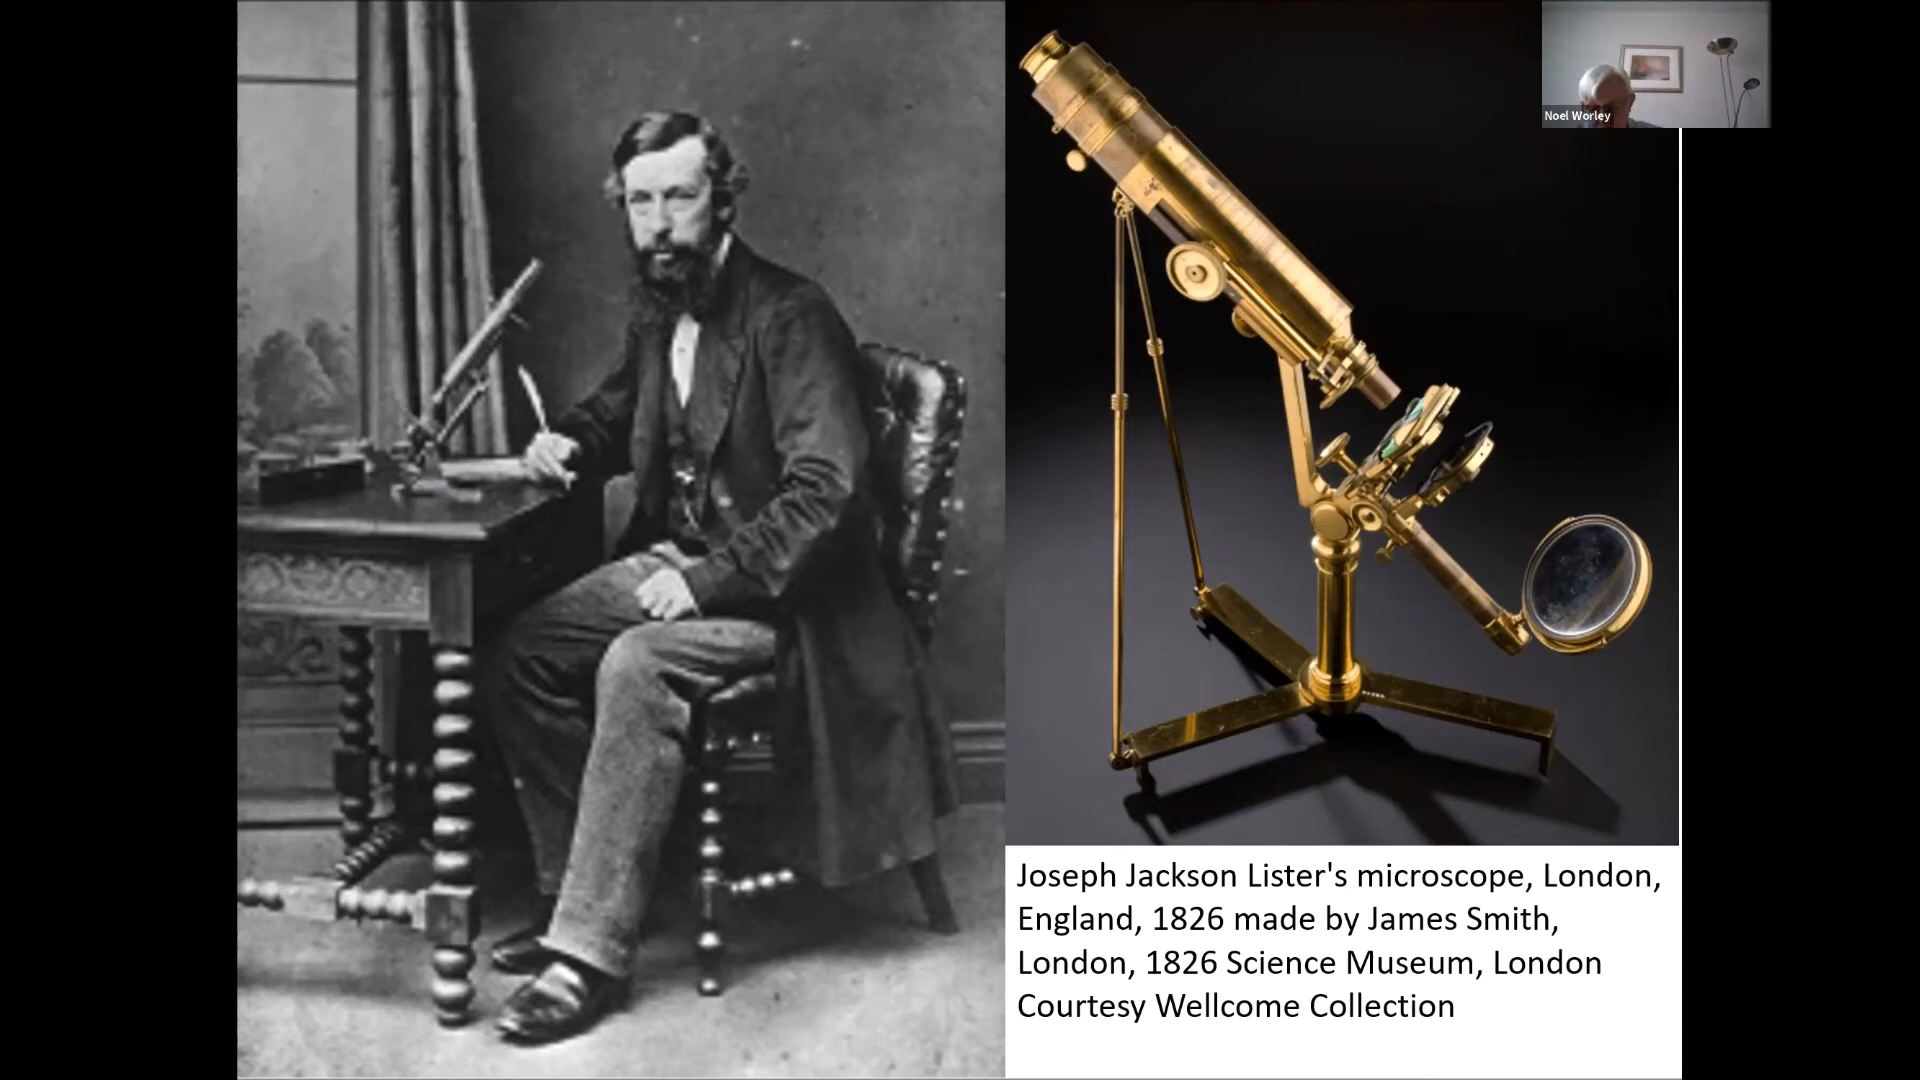 Noel Worley
Joseph Jackson Lister's microscope, London,
England, 1826 made by James Smith,
London, 1826 Science Museum, London
Courtesy Wellcome Collection